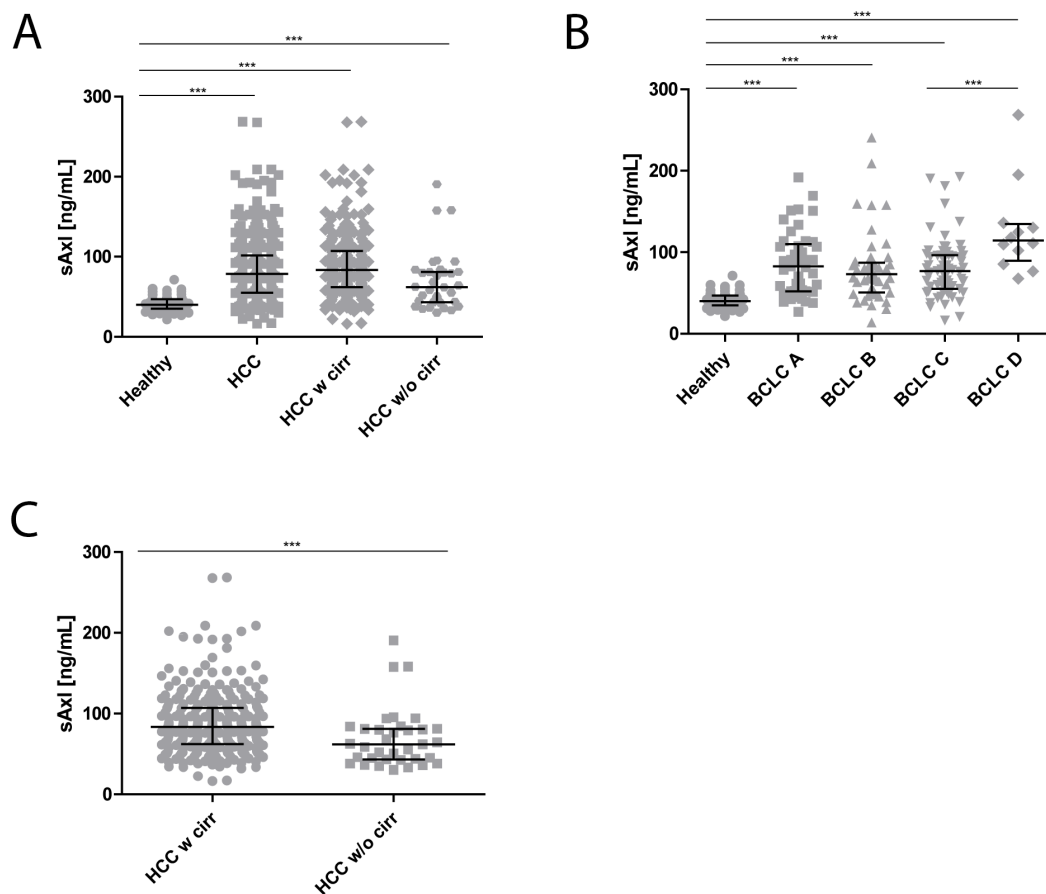 A
***
***
***
300
200
100
0
sAxl [ng/mL]
Healthy
HCC
HCC w cirr
HCC w/o cirr
B
***
***
***
*** ***
300
200
100
0
sAxl [ng/mL]
Healthy
BCLC A
BCLC B
BCLC C
BCLC D
C
***
300
200
100
0
sAxl [ng/mL]
HCC w cirr
HCC w/o cirr